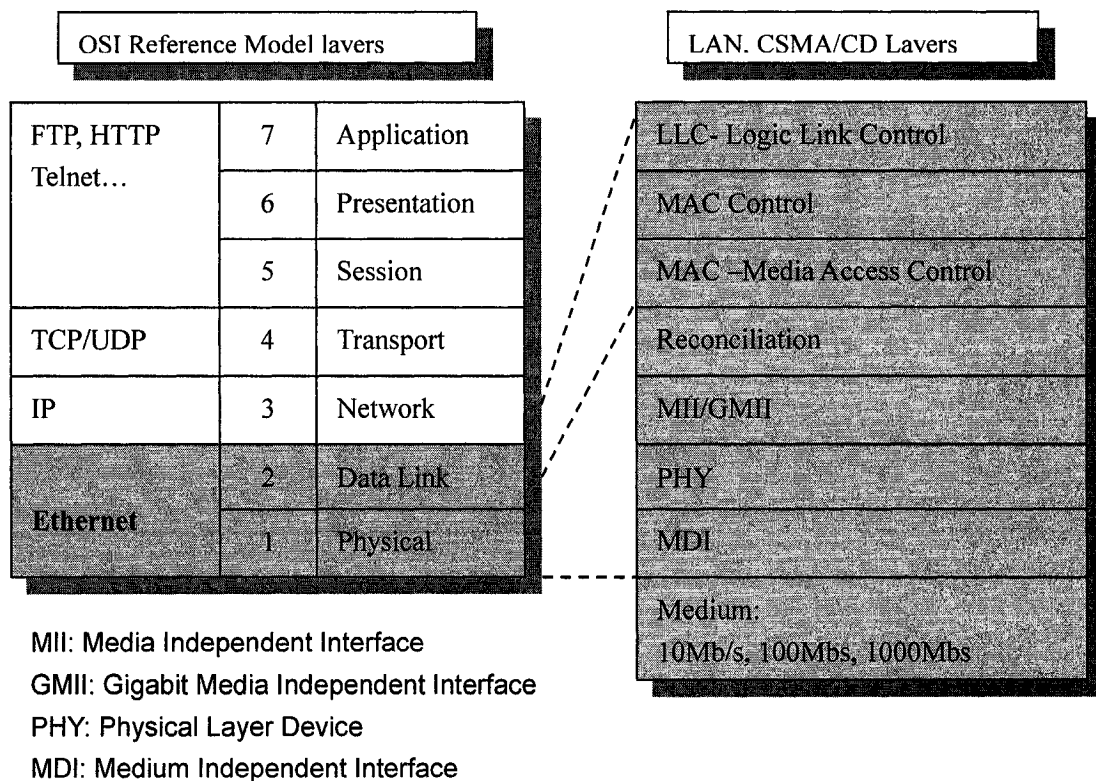 OSI Reference Model lavers
LAN. CSMA/CD Lavers
FTP, HTTP
Telnet...
7
Application
6
Presentation
5
Session
TCP/UDP
4
Transport
IP
3
Network
Ethernet
2
Data Link
1
Physical
LLC- Logic Link Control
MAC Control
MAC –Media Access Control
Reconciliation
MII/GMII
PHY
MDI
Medium:
10Mb/s, 100Mbs, 1000Mbs
MII: Media Independent Interface
GMII: Gigabit Media Independent Interface
PHY: Physical Layer Device
MDI: Medium Independent Interface